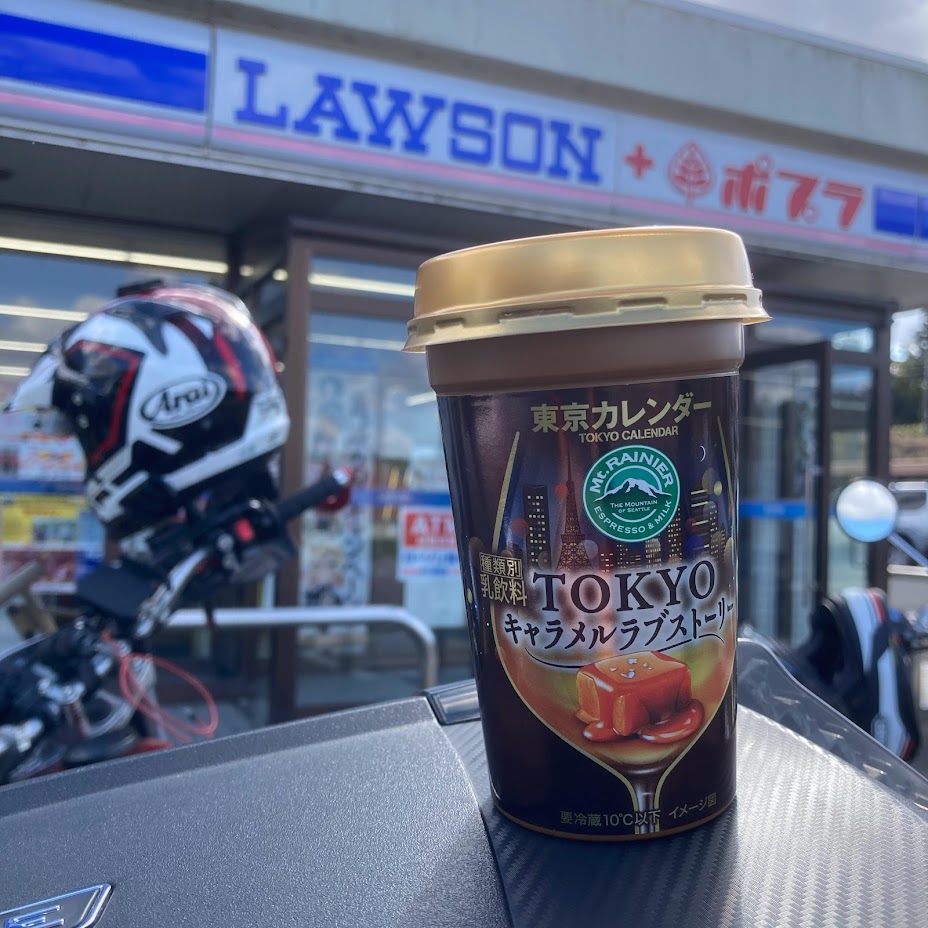 LAWSON + ポプラ
Arai
ATM
東京カレンダー
TOKYO CALENDAR
Mt. RAINIER
THE MOUNTAIN
OF SEATTLE
ESPRESSO & MILK
種類別
乳飲料
TOKYO
キャラメルラブストーリー
要冷蔵10℃以下 イメージ図